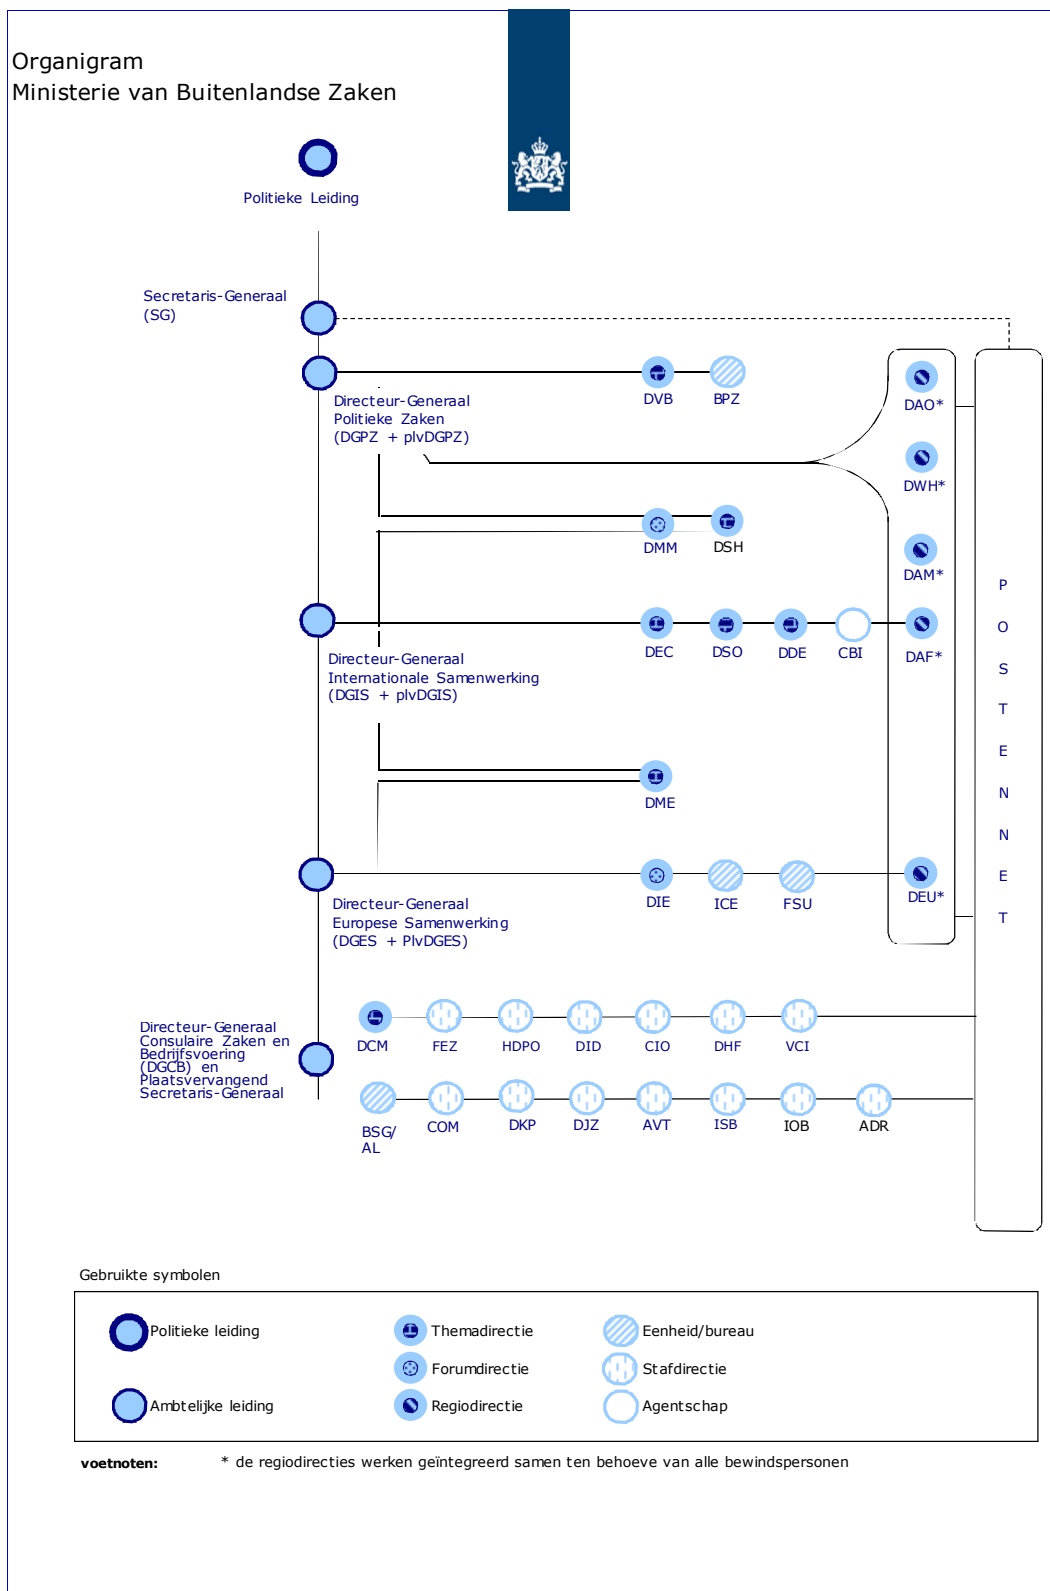 Organigram
Ministerie van Buitenlandse Zaken
Politieke Leiding
Secretaris-Generaal
(SG)
Directeur-Generaal
Politieke Zaken
(DGPZ + plvDGPZ)
DVB
BPZ
DAO*
DWH*
DMM
DSH
DAM*
Directeur-Generaal
Internationale Samenwerking
(DGIS + plvDGIS)
DEC
DSO
DDE
CBI
DAF*
DME
Directeur-Generaal
Europese Samenwerking
(DGES + PlvDGES)
DIE
ICE
FSU
DEU*
P
O
S
T
E
N
N
E
T
Directeur-Generaal
Consulaire Zaken en
Bedrijfsvoering
(DGCB) en
Plaatsvervangend
Secretaris-Generaal
DCM
FEZ
HDPO
DID
CIO
DHF
VCI
BSG/
AL
COM
DKP
DJZ
AVT
ISB
IOB
ADR
Gebruikte symbolen
Politieke leiding
Themadirectie
Eenheid/bureau
Forumdirectie
Stafdirectie
Ambtelijke leiding
Regiodirectie
Agentschap
voetnoten: * de regiodirecties werken geïntegreerd samen ten behoeve van alle bewindspersonen